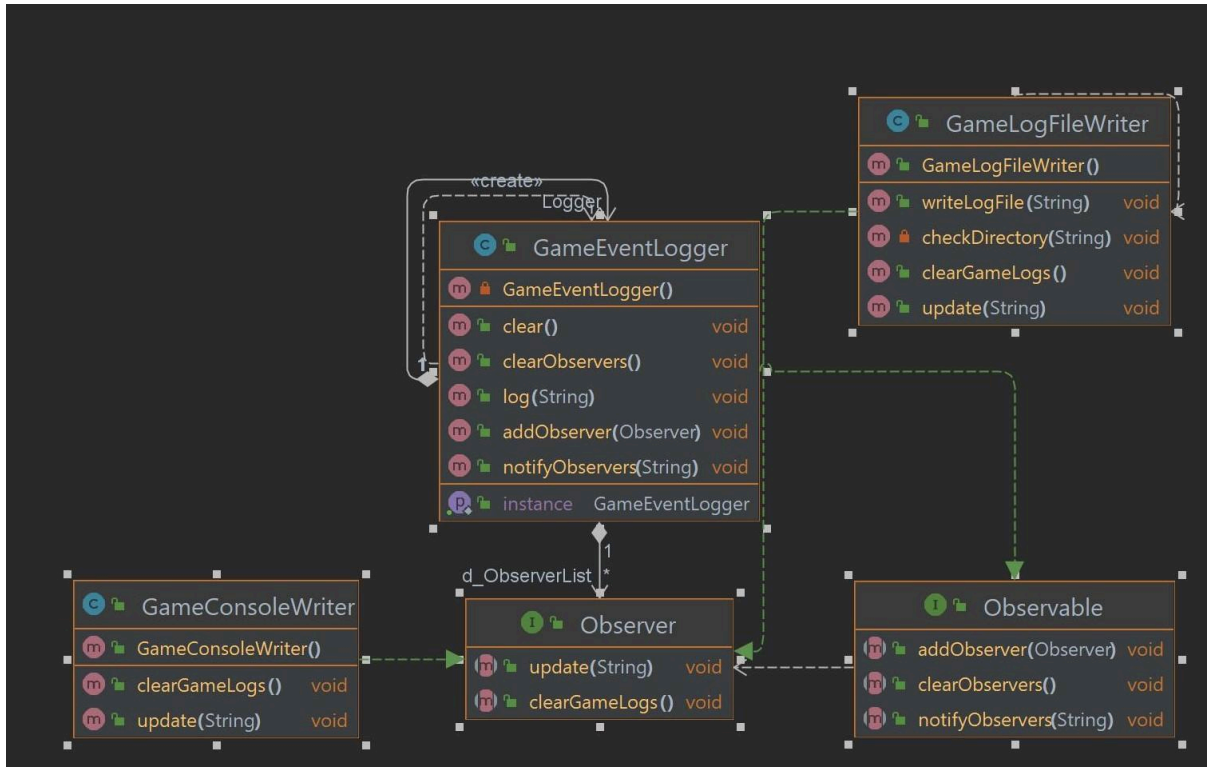 GameLogFileWriter
GameLogFileWriter()
writeLogFile(String) void
checkDirectory(String) void
clearGameLogs() void
update(String) void
«create»
Logger
GameEventLogger
GameEventLogger()
clear() void
clearObservers() void
log(String) void
addObserver(Observer) void
notifyObservers(String) void
instance GameEventLogger
1
1
d_ObserverList *
GameConsoleWriter
GameConsoleWriter()
clearGameLogs() void
update(String) void
Observer
update(String) void
clearGameLogs() void
Observable
addObserver(Observer) void
clearObservers() void
notifyObservers(String) void